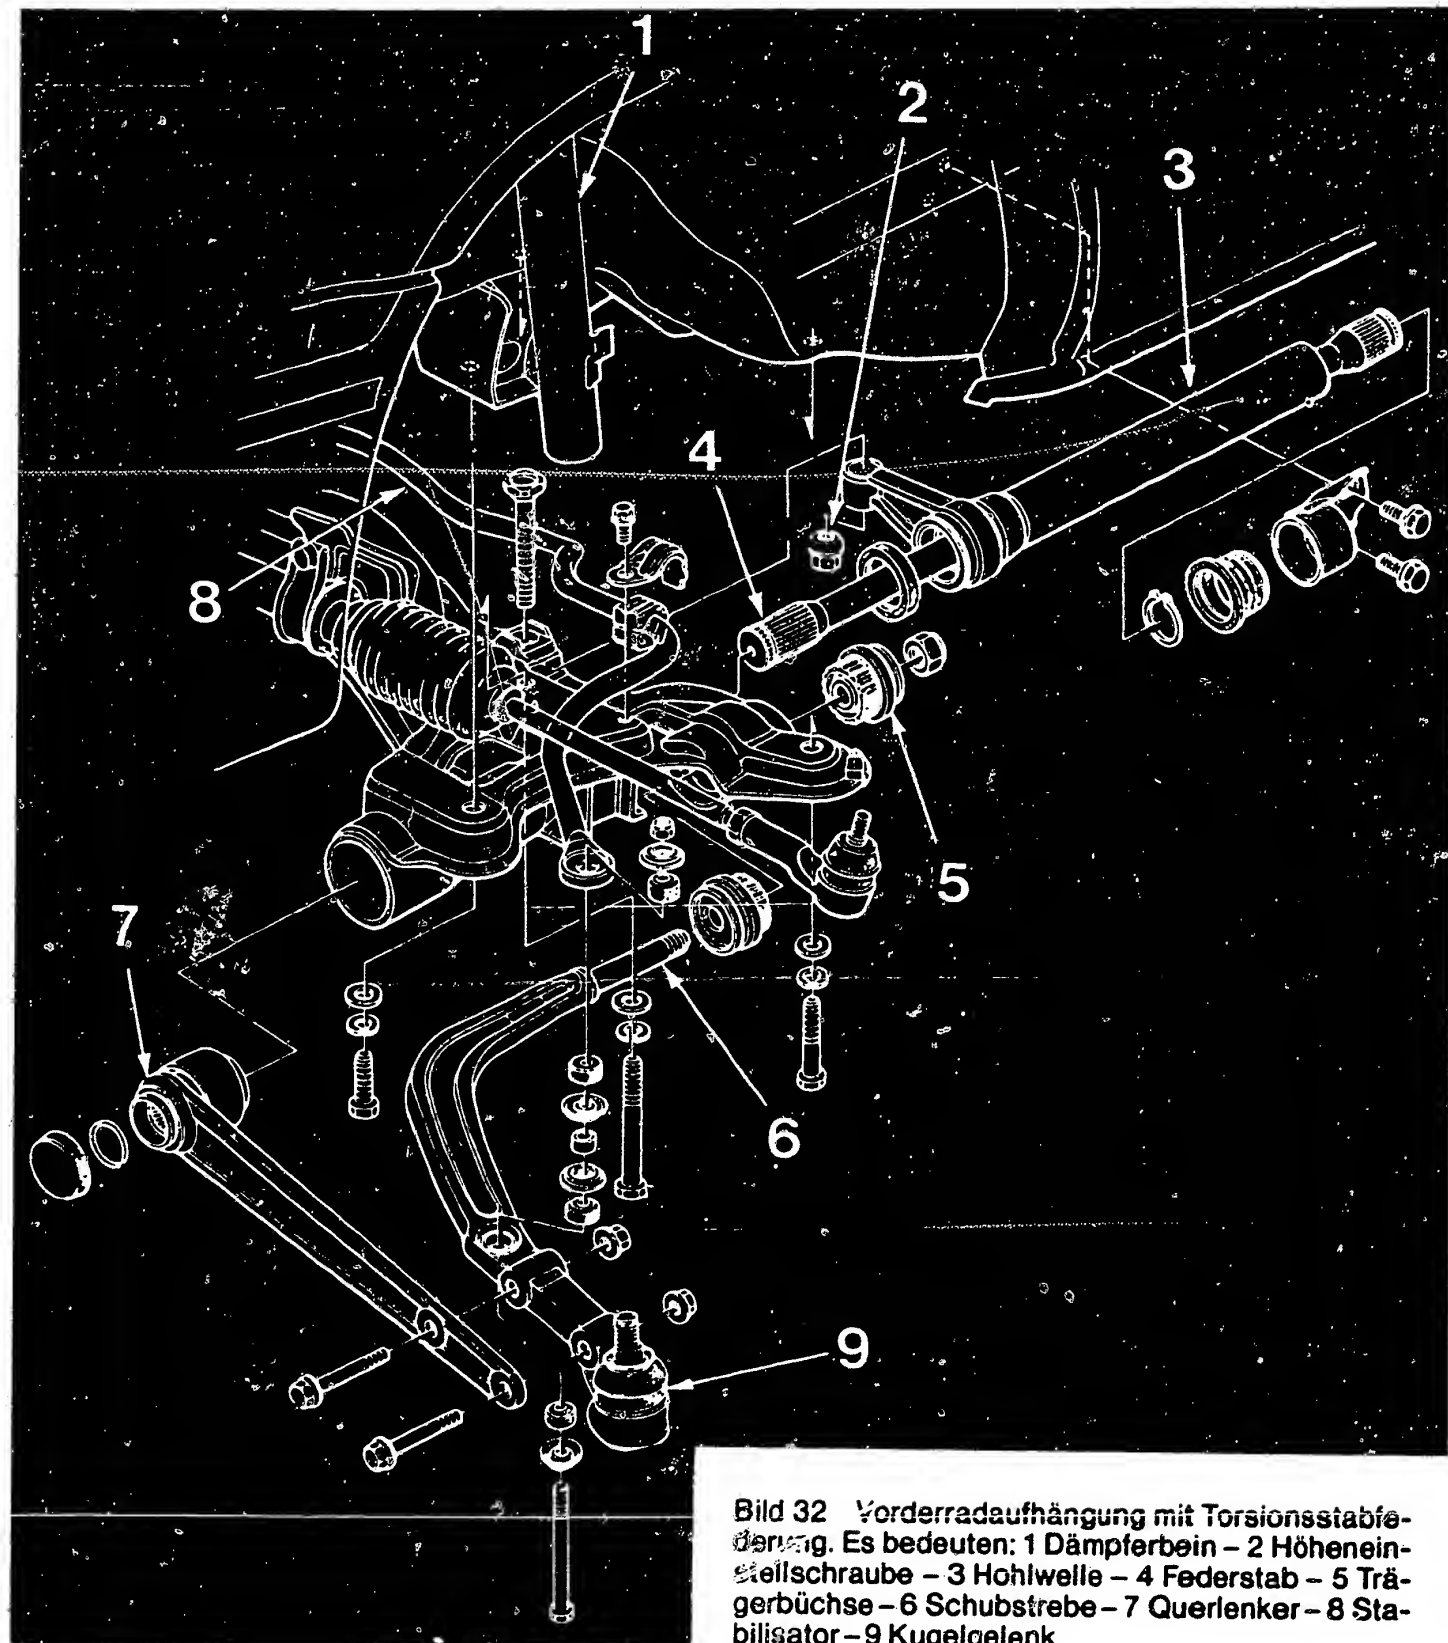 1
2
3
4
8
5
7
6
9
Bild 32 Vorderradaufhängung mit Torsionsstabfe-
derung. Es bedeuten: 1 Dämpferbein – 2 Höhenein-
stellschraube – 3 Hohlwelle – 4 Federstab – 5 Trä-
gerbüchse – 6 Schubstrebe – 7 Querlenker – 8 Sta-
bilisator – 9 Kugelgelenk